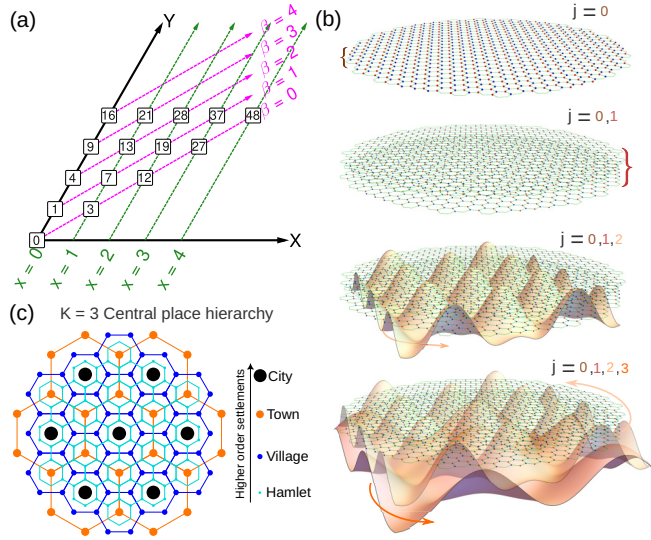 (a)
Y
β = 4
β = 3
β = 2
β = 1
β = 0
16 21 28 37 48
9 13 19 27
4 7 12
1 3
0
X
x = 0
x = 1
x = 2
x = 3
x = 4
(b)
j = 0
{
j = 0,1
}
j = 0,1,2
j = 0,1,2,3
(c)
K = 3 Central place hierarchy
Higher order settlements
City
Town
Village
Hamlet